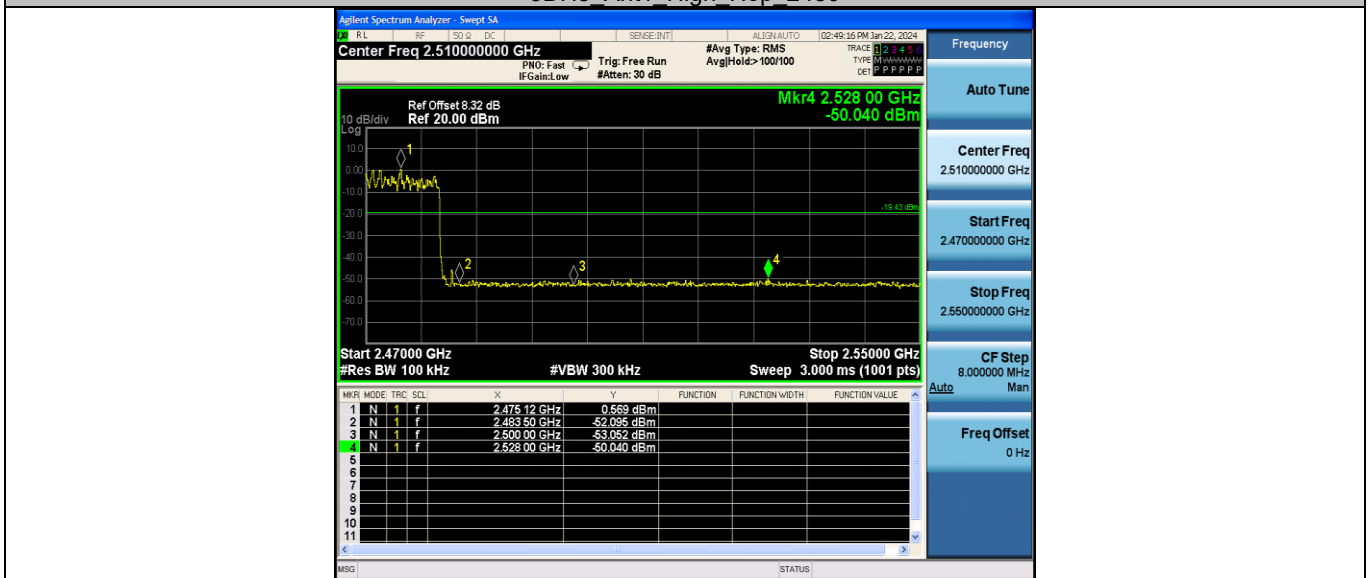 Agilent Spectrum Analyzer - Swept SA
RL RF 50 Ω DC SENSE:INT ALIGN AUTO 02:49:16 PM Jan 22, 2024
Center Freq 2.510000000 GHz
PNO: Fast
IFGain:Low
Trig: Free Run
#Atten: 30 dB
#Avg Type: RMS
Avg|Hold:>100/100
TRACE 1 2 3 4 5 6
TYPE M
DET P P P P P P
Ref Offset 8.32 dB
10 dB/div Ref 20.00 dBm
Log
Mkr4 2.528 00 GHz
-50.040 dBm
10.0
0.00
-10.0
-20.0
-30.0
-40.0
-50.0
-60.0
-70.0
1
2
3
4
-19.43 dBm
Start 2.47000 GHz Stop 2.55000 GHz
#Res BW 100 kHz #VBW 300 kHz Sweep 3.000 ms (1001 pts)
MKR MODE TRC SCL X Y FUNCTION FUNCTION WIDTH FUNCTION VALUE
1 N 1 f 2.475 12 GHz 0.569 dBm
2 N 1 f 2.483 50 GHz -52.095 dBm
3 N 1 f 2.500 00 GHz -53.052 dBm
4 N 1 f 2.528 00 GHz -50.040 dBm
5
6
7
8
9
10
11
MSG STATUS
Frequency
Auto Tune
Center Freq
2.510000000 GHz
Start Freq
2.470000000 GHz
Stop Freq
2.550000000 GHz
CF Step
8.000000 MHz
Auto Man
Freq Offset
0 Hz